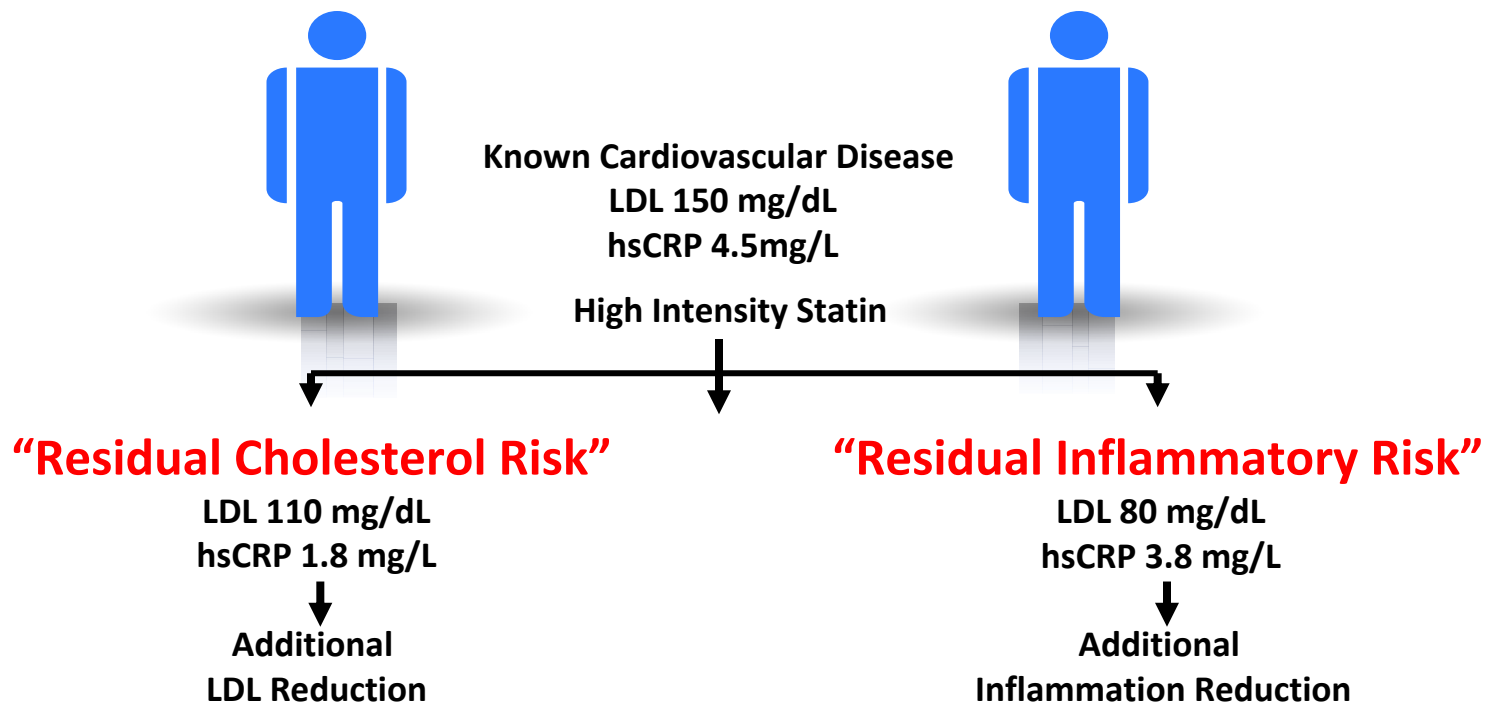 Known Cardiovascular Disease
LDL 150 mg/dL
hsCRP 4.5mg/L
High Intensity Statin
“Residual Cholesterol Risk”
LDL 110 mg/dL
hsCRP 1.8 mg/L
Additional
LDL Reduction
“Residual Inflammatory Risk”
LDL 80 mg/dL
hsCRP 3.8 mg/L
Additional
Inflammation Reduction